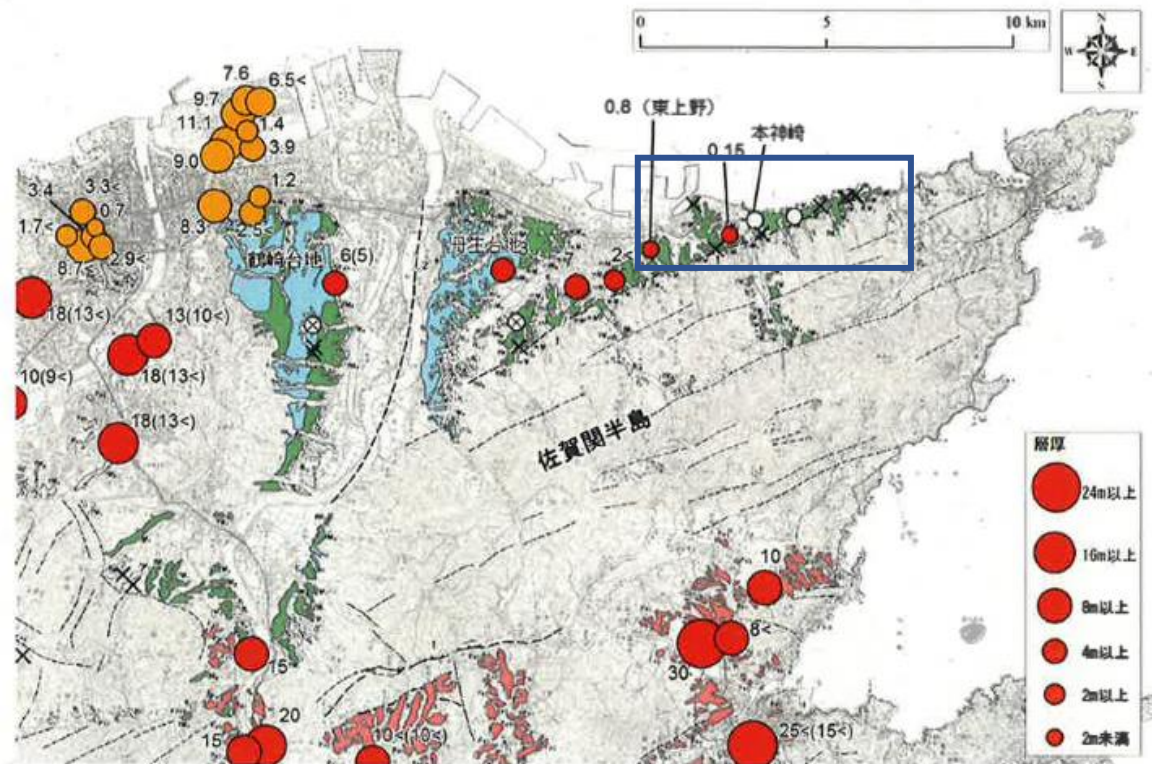 0 5 10 km
N
W E
S
7.6
6.5<
9.7
11.1
1.4
3.9
9.0
1.2
8.3
3.3<
3.4
0.7
1.7<
8.7<
2.9<
0.8（東上野）
0.15
本神崎
鶴崎台地
丹生台地
6(5)
7
2<
18(13<)
13(10<)
18(13<)
10(9<)
18(13<)
佐賀関半島
10
8<
30
15
20
15
10<(10<)
25<(15<)
層厚
24m以上
16m以上
8m以上
4m以上
2m以上
2m未満